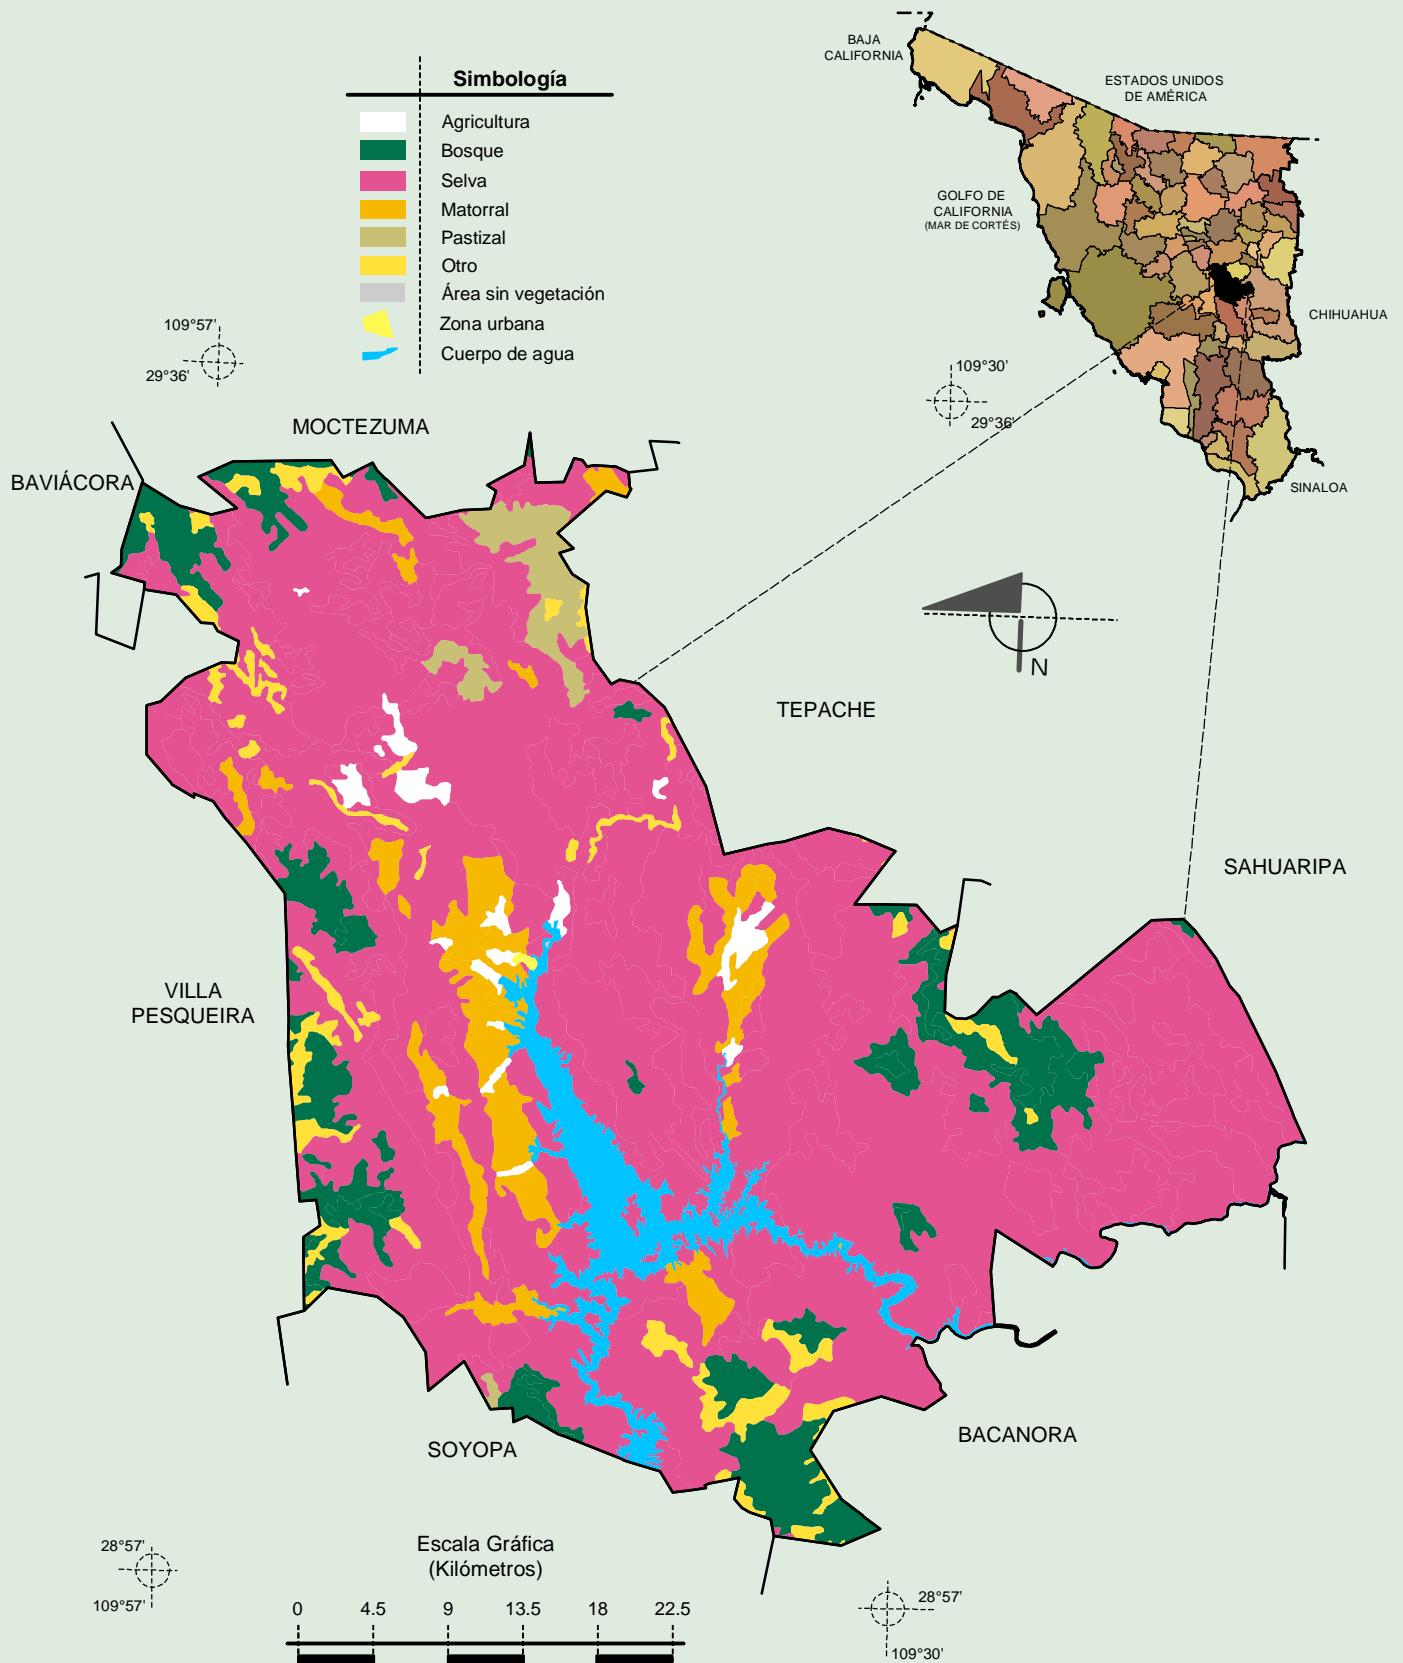 BAJA
CALIFORNIA
ESTADOS UNIDOS
DE AMÉRICA
GOLFO DE
CALIFORNIA
(MAR DE CORTÉS)
CHIHUAHUA
SINALOA
Simbología
Agricultura
Bosque
Selva
Matorral
Pastizal
Otro
Área sin vegetación
Zona urbana
Cuerpo de agua
109°57'
29°36'
109°30'
29°36'
MOCTEZUMA
BAVIÁCORA
N
TEPACHE
SAHUARIPA
VILLA
PESQUEIRA
SOYOPA
BACANORA
28°57'
109°57'
28°57'
109°30'
Escala Gráfica
(Kilómetros)
0 4.5 9 13.5 18 22.5